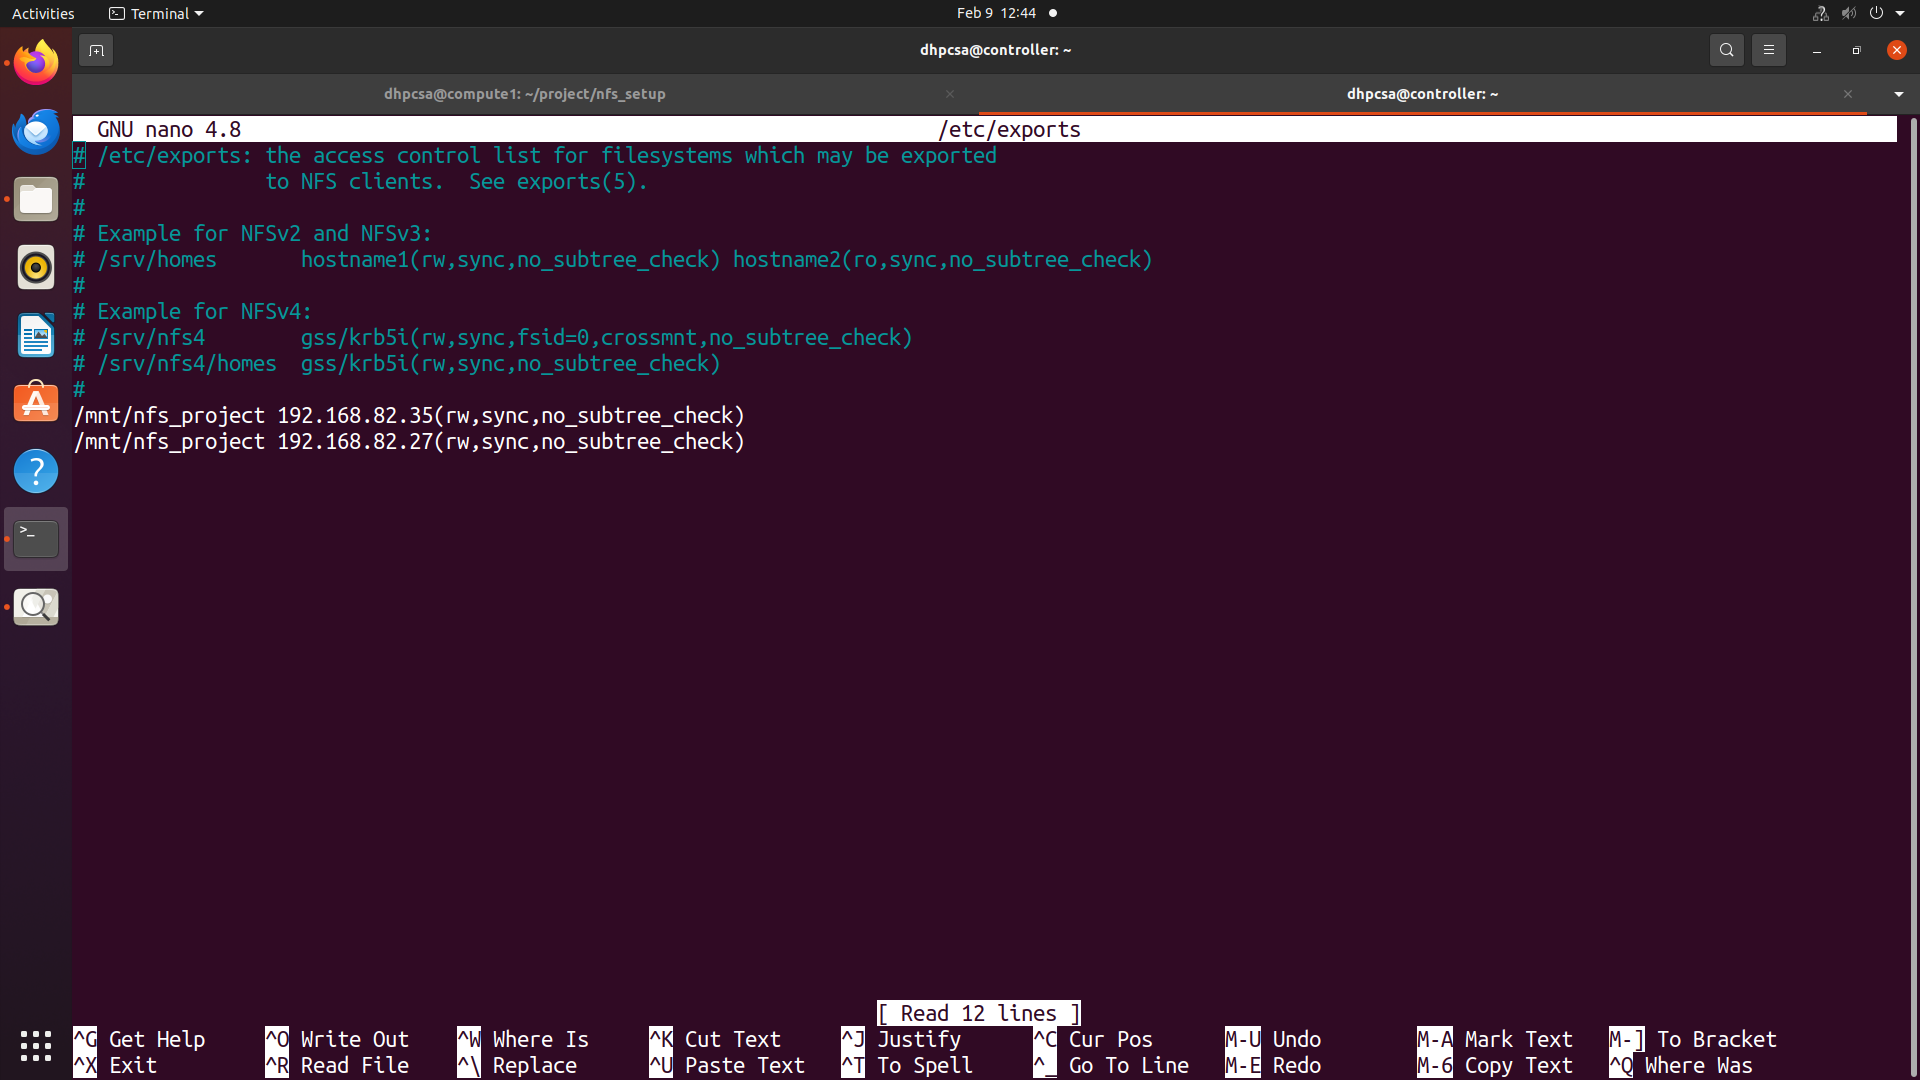 Activities
Terminal
Feb 9 12:44
dhpcsa@controller: ~
dhpcsa@compute1: ~/project/nfs_setup
dhpcsa@controller: ~
GNU nano 4.8 /etc/exports
# /etc/exports: the access control list for filesystems which may be exported
# to NFS clients. See exports(5).
#
# Example for NFSv2 and NFSv3:
# /srv/homes hostname1(rw,sync,no_subtree_check) hostname2(ro,sync,no_subtree_check)
#
# Example for NFSv4:
# /srv/nfs4 gss/krb5i(rw,sync,fsid=0,crossmnt,no_subtree_check)
# /srv/nfs4/homes gss/krb5i(rw,sync,no_subtree_check)
#
/mnt/nfs_project 192.168.82.35(rw,sync,no_subtree_check)
/mnt/nfs_project 192.168.82.27(rw,sync,no_subtree_check)
[ Read 12 lines ]
^G Get Help ^O Write Out ^W Where Is ^K Cut Text ^J Justify ^C Cur Pos M-U Undo M-A Mark Text M-] To Bracket
^X Exit ^R Read File ^\ Replace ^U Paste Text ^T To Spell ^_ Go To Line M-E Redo M-6 Copy Text ^Q Where Was